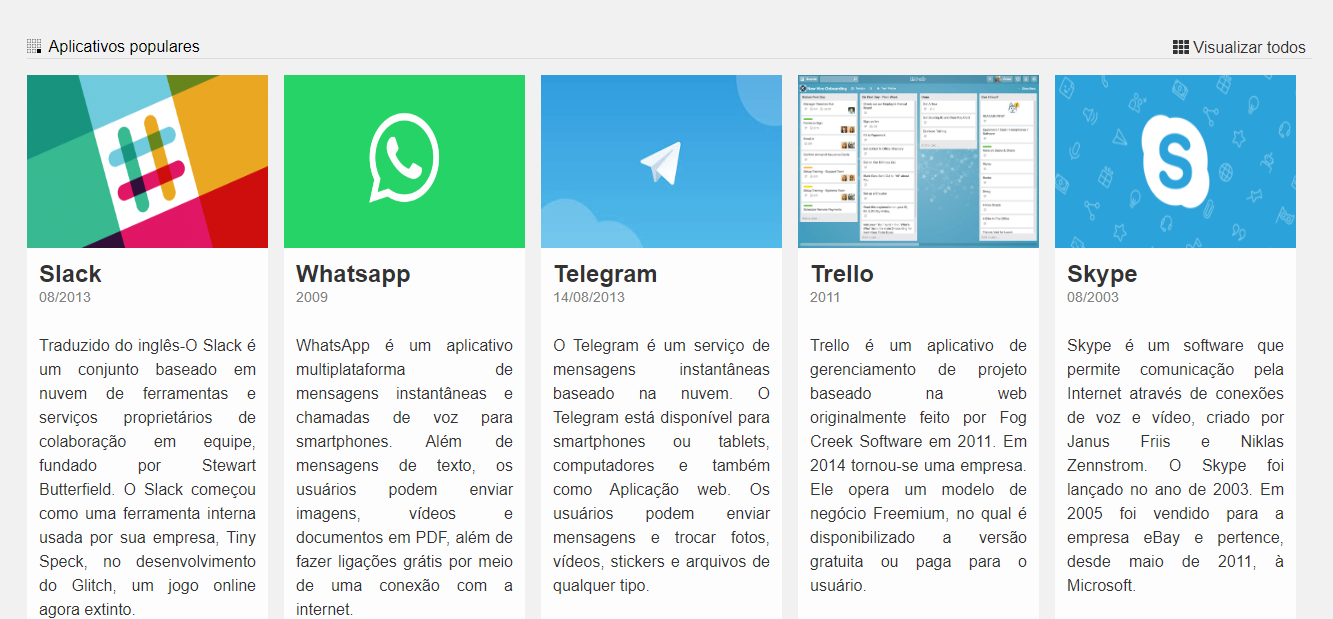 Aplicativos populares
Visualizar todos
New Hire Onboarding
Slack
08/2013
Traduzido do inglês-O Slack é
um conjunto baseado em
nuvem de ferramentas e
serviços proprietários de
colaboração em equipe,
fundado por Stewart
Butterfield. O Slack começou
como uma ferramenta interna
usada por sua empresa, Tiny
Speck, no desenvolvimento
do Glitch, um jogo online
agora extinto.
Whatsapp
2009
WhatsApp é um aplicativo
multiplataforma de
mensagens instantâneas e
chamadas de voz para
smartphones. Além de
mensagens de texto, os
usuários podem enviar
imagens, vídeos e
documentos em PDF, além de
fazer ligações grátis por meio
de uma conexão com a
internet.
Telegram
14/08/2013
O Telegram é um serviço de
mensagens instantâneas
baseado na nuvem. O
Telegram está disponível para
smartphones ou tablets,
computadores e também
como Aplicação web. Os
usuários podem enviar
mensagens e trocar fotos,
vídeos, stickers e arquivos de
qualquer tipo.
Trello
2011
Trello é um aplicativo de
gerenciamento de projeto
baseado na web
originalmente feito por Fog
Creek Software em 2011. Em
2014 tornou-se uma empresa.
Ele opera um modelo de
negócio Freemium, no qual é
disponibilizado a versão
gratuita ou paga para o
usuário.
Skype
08/2003
Skype é um software que
permite comunicação pela
Internet através de conexões
de voz e vídeo, criado por
Janus Friis e Niklas
Zennstrom. O Skype foi
lançado no ano de 2003. Em
2005 foi vendido para a
empresa eBay e pertence,
desde maio de 2011, à
Microsoft.